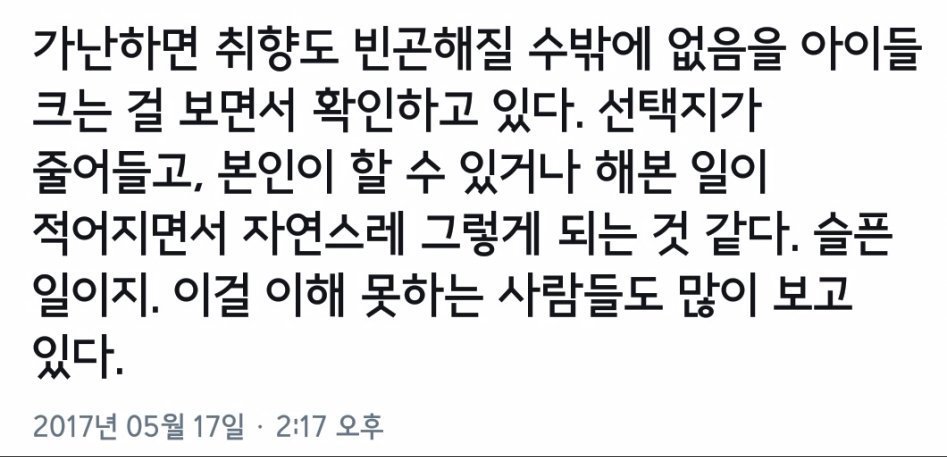 가난하면 취향도 빈곤해질 수밖에 없음을 아이들
크는 걸 보면서 확인하고 있다. 선택지가
줄어들고, 본인이 할 수 있거나 해본 일이
적어지면서 자연스레 그렇게 되는 것 같다. 슬픈
일이지. 이걸 이해 못하는 사람들도 많이 보고
있다.
2017년 05월 17일 · 2:17 오후